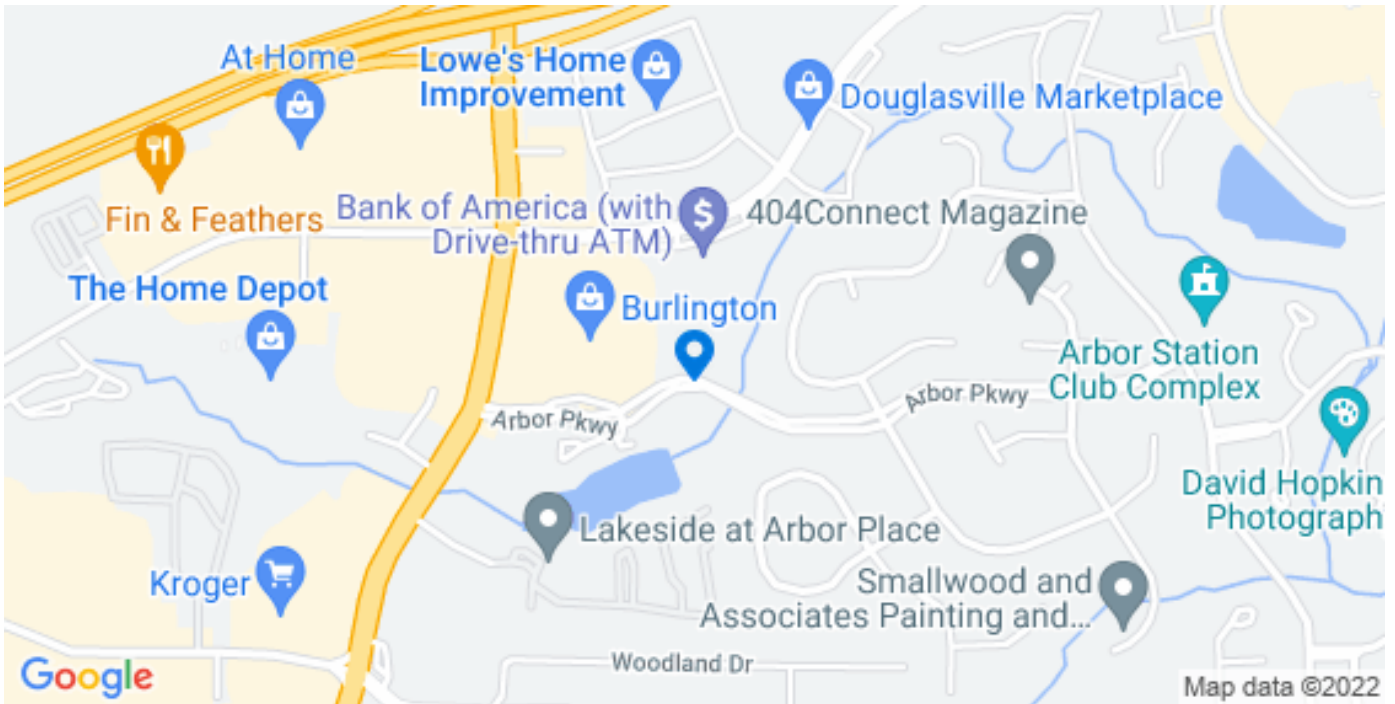 At Home
Lowe's Home
Improvement
Douglasville Marketplace
Fin & Feathers
Bank of America (with
Drive-thru ATM)
404Connect Magazine
The Home Depot
Burlington
Arbor Station
Club Complex
Arbor Pkwy
Arbor Pkwy
David Hopkin
Photograph
Lakeside at Arbor Place
Kroger
Smallwood and
Associates Painting and...
Woodland Dr
Google
Map data ©2022